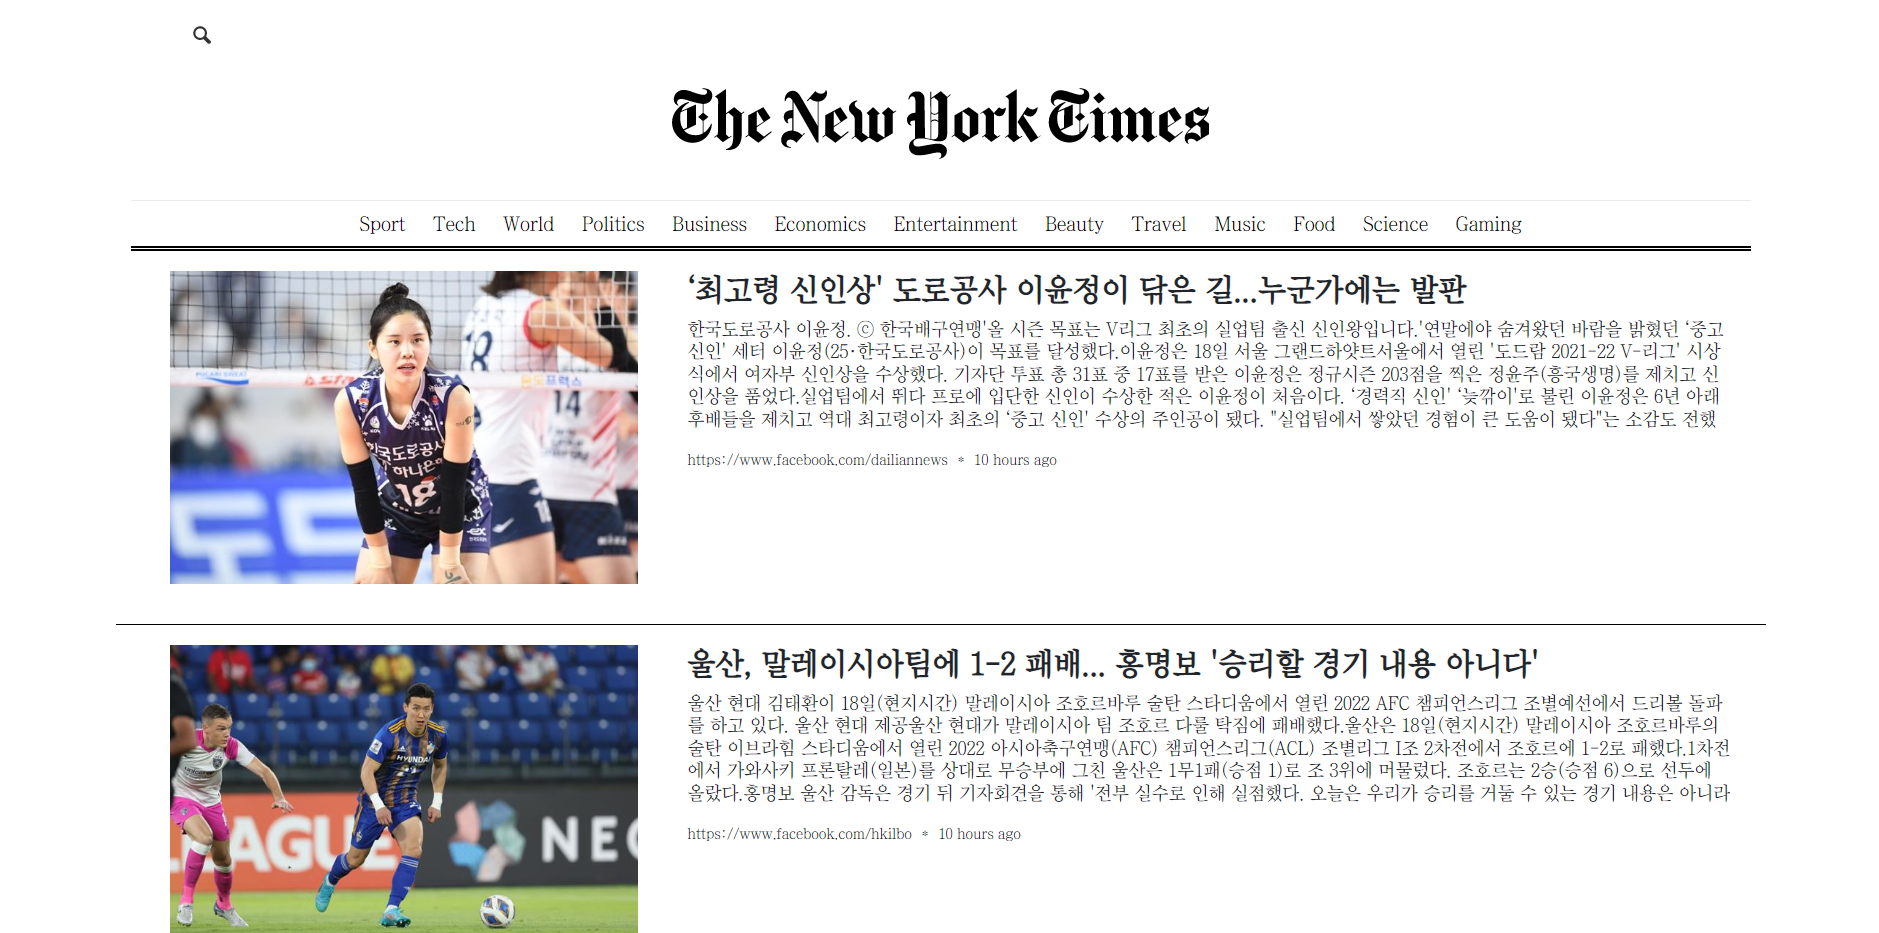 The New York Times
Sport Tech World Politics Business Economics Entertainment Beauty Travel Music Food Science Gaming
‘최고령 신인상' 도로공사 이윤정이 닦은 길...누군가에는 발판
한국도로공사 이윤정. ⓒ 한국배구연맹'올 시즌 목표는 V리그 최초의 실업팀 출신 신인왕입니다.'연말에야 숨겨왔던 바람을 밝혔던 ‘중고
신인' 세터 이윤정(25·한국도로공사)이 목표를 달성했다.이윤정은 18일 서울 그랜드하얏트서울에서 열린 '도드람 2021-22 V-리그' 시상
식에서 여자부 신인상을 수상했다. 기자단 투표 총 31표 중 17표를 받은 이윤정은 정규시즌 203점을 찍은 정윤주(흥국생명)를 제치고 신
인상을 품었다.실업팀에서 뛰다 프로에 입단한 신인이 수상한 적은 이윤정이 처음이다. ‘경력직 신인' ‘늦깎이'로 불린 이윤정은 6년 아래
후배들을 제치고 역대 최고령이자 최초의 ‘중고 신인' 수상의 주인공이 됐다. "실업팀에서 쌓았던 경험이 큰 도움이 됐다"는 소감도 전했
https://www.facebook.com/dailiannews * 10 hours ago
POCARI SWEAT
18
14
한국도로공사
하나은행
18
ex
울산, 말레이시아팀에 1-2 패배... 홍명보 '승리할 경기 내용 아니다'
울산 현대 김태환이 18일(현지시간) 말레이시아 조호르바루 술탄 스타디움에서 열린 2022 AFC 챔피언스리그 조별예선에서 드리볼 돌파
를 하고 있다. 울산 현대 제공울산 현대가 말레이시아 팀 조호르 다룰 탁짐에 패배했다.울산은 18일(현지시간) 말레이시아 조호르바루의
술탄 이브라힘 스타디움에서 열린 2022 아시아축구연맹(AFC) 챔피언스리그(ACL) 조별리그 I조 2차전에서 조호르에 1-2로 패했다.1차전
에서 가와사키 프론탈레(일본)를 상대로 무승부에 그친 울산은 1무1패(승점 1)로 조 3위에 머물렀다. 조호르는 2승(승점 6)으로 선두에
올랐다.홍명보 울산 감독은 경기 뒤 기자회견을 통해 '전부 실수로 인해 실점했다. 오늘은 우리가 승리를 거둘 수 있는 경기 내용은 아니라
https://www.facebook.com/hkilbo * 10 hours ago
HYUNDAI
EAGUE
NEO